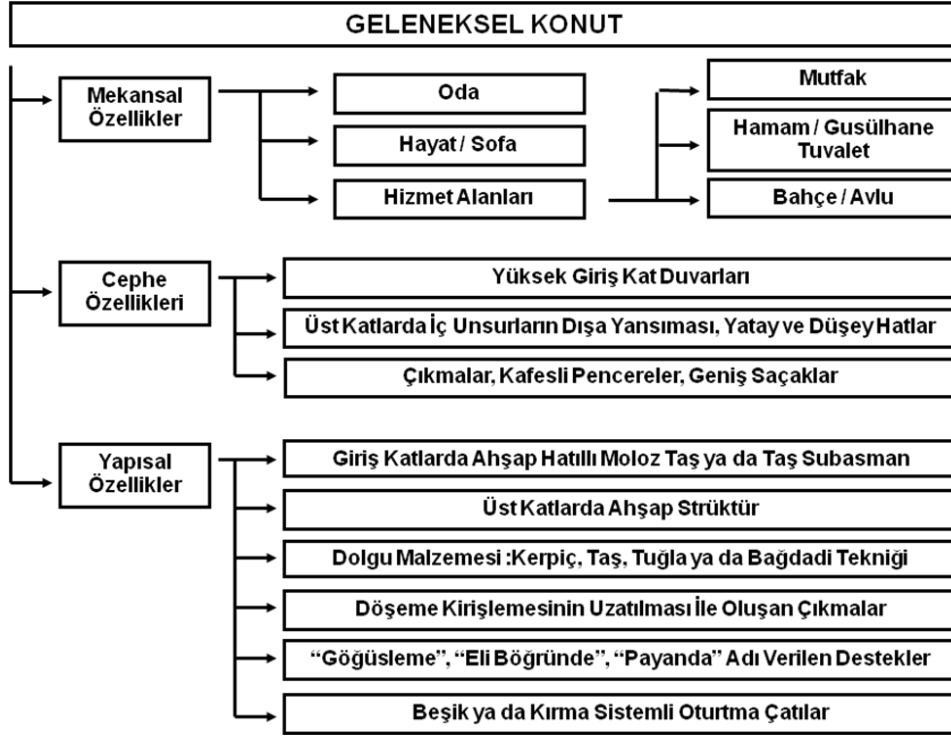 GELENEKSEL KONUT
Mekansal
Özellikler
Oda
Hayat / Sofa
Hizmet Alanları
Mutfak
Hamam / Gusülhane
Tuvalet
Bahçe / Avlu
Cephe
Özellikleri
Yüksek Giriş Kat Duvarları
Üst Katlarda İç Unsurların Dışa Yansıması, Yatay ve Düşey Hatlar
Çıkmalar, Kafesli Pencereler, Geniş Saçaklar
Yapısal
Özellikler
Giriş Katlarda Ahşap Hatıllı Moloz Taş ya da Taş Subasman
Üst Katlarda Ahşap Strüktür
Dolgu Malzemesi :Kerpiç, Taş, Tuğla ya da Bağdadi Tekniği
Döşeme Kirişlemesinin Uzatılması İle Oluşan Çıkmalar
“Göğüsleme”, “Eli Böğründe”, “Payanda” Adı Verilen Destekler
Beşik ya da Kırma Sistemli Oturtma Çatılar